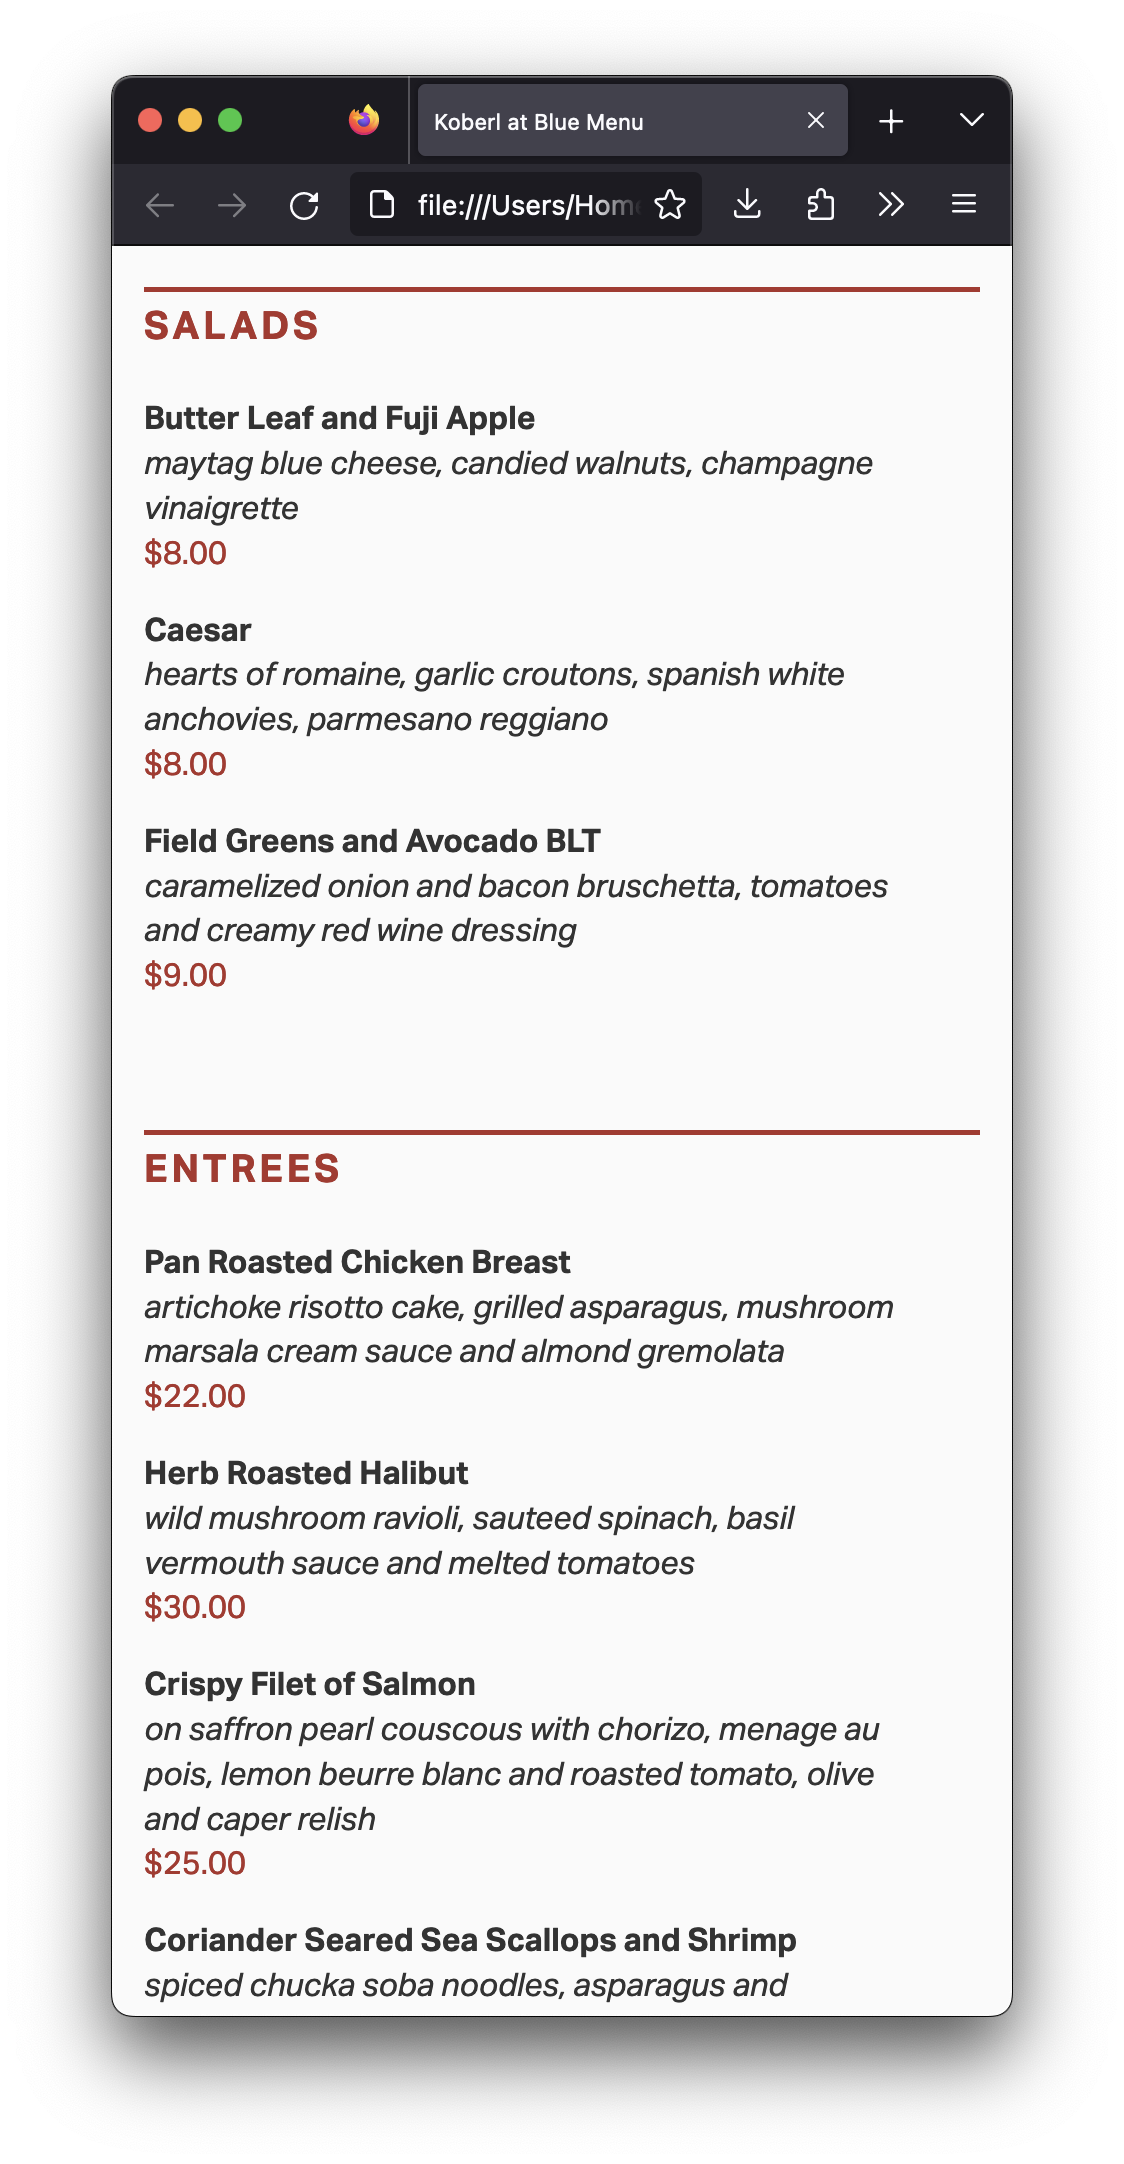 Koberl at Blue Menu
file:///Users/Home
SALADS
Butter Leaf and Fuji Apple
maytag blue cheese, candied walnuts, champagne
vinaigrette
$8.00
Caesar
hearts of romaine, garlic croutons, spanish white
anchovies, parmesano reggiano
$8.00
Field Greens and Avocado BLT
caramelized onion and bacon bruschetta, tomatoes
and creamy red wine dressing
$9.00
ENTREES
Pan Roasted Chicken Breast
artichoke risotto cake, grilled asparagus, mushroom
marsala cream sauce and almond gremolata
$22.00
Herb Roasted Halibut
wild mushroom ravioli, sauteed spinach, basil
vermouth sauce and melted tomatoes
$30.00
Crispy Filet of Salmon
on saffron pearl couscous with chorizo, menage au
pois, lemon beurre blanc and roasted tomato, olive
and caper relish
$25.00
Coriander Seared Sea Scallops and Shrimp
spiced chucka soba noodles, asparagus and